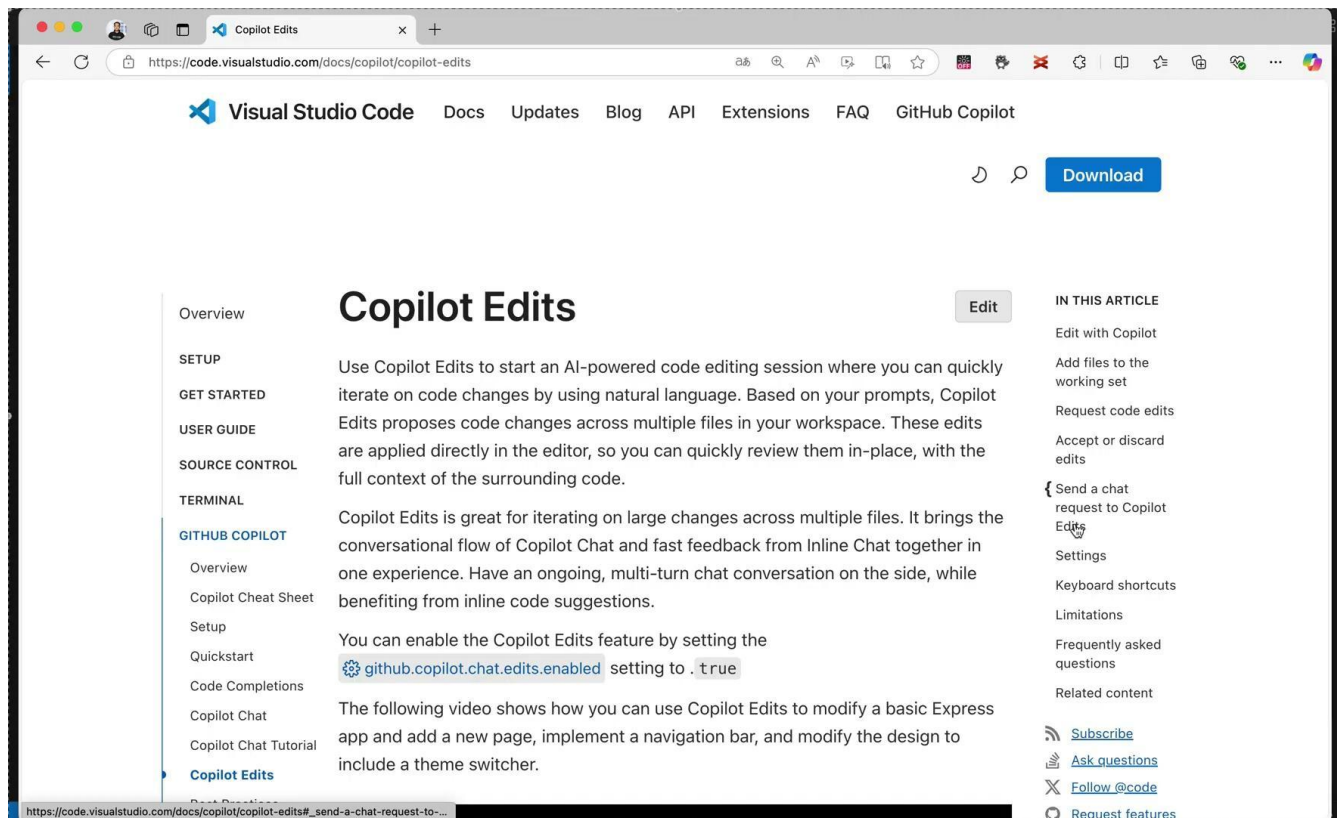 Copilot Edits
https://code.visualstudio.com/docs/copilot/copilot-edits
Visual Studio Code
Docs
Updates
Blog
API
Extensions
FAQ
GitHub Copilot
Download
Overview
SETUP
GET STARTED
USER GUIDE
SOURCE CONTROL
TERMINAL
GITHUB COPILOT
Overview
Copilot Cheat Sheet
Setup
Quickstart
Code Completions
Copilot Chat
Copilot Chat Tutorial
Copilot Edits
Best Practices
Copilot Edits
Edit
Use Copilot Edits to start an AI-powered code editing session where you can quickly
iterate on code changes by using natural language. Based on your prompts, Copilot
Edits proposes code changes across multiple files in your workspace. These edits
are applied directly in the editor, so you can quickly review them in-place, with the
full context of the surrounding code.
Copilot Edits is great for iterating on large changes across multiple files. It brings the
conversational flow of Copilot Chat and fast feedback from Inline Chat together in
one experience. Have an ongoing, multi-turn chat conversation on the side, while
benefiting from inline code suggestions.
You can enable the Copilot Edits feature by setting the
github.copilot.chat.edits.enabled setting to . true
The following video shows how you can use Copilot Edits to modify a basic Express
app and add a new page, implement a navigation bar, and modify the design to
include a theme switcher.
IN THIS ARTICLE
Edit with Copilot
Add files to the
working set
Request code edits
Accept or discard
edits
{ Send a chat
request to Copilot
Edits
Settings
Keyboard shortcuts
Limitations
Frequently asked
questions
Related content
Subscribe
Ask questions
Follow @code
Request features
https://code.visualstudio.com/docs/copilot/copilot-edits#_send-a-chat-request-to-...